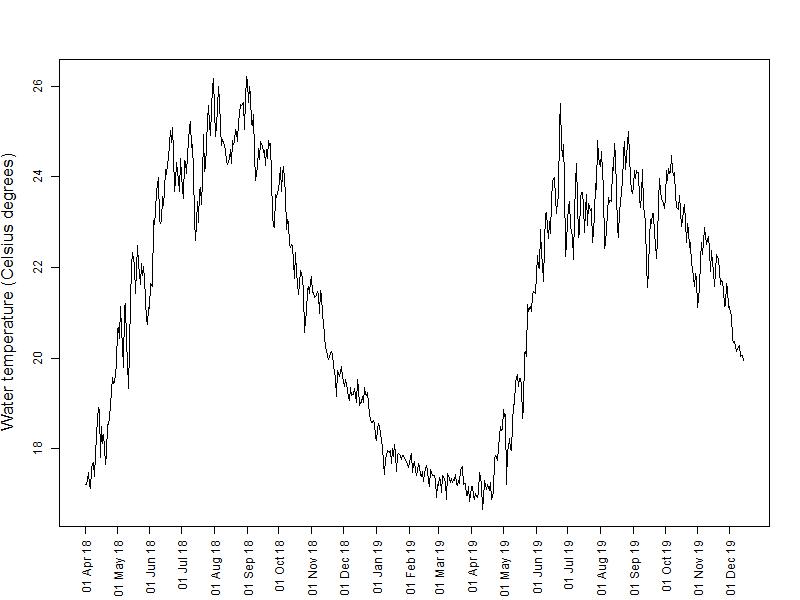 Water temperature (Celsius degrees)
26
24
22
20
18
01 Apr 18
01 May 18
01 Jun 18
01 Jul 18
01 Aug 18
01 Sep 18
01 Oct 18
01 Nov 18
01 Dec 18
01 Jan 19
01 Feb 19
01 Mar 19
01 Apr 19
01 May 19
01 Jun 19
01 Jul 19
01 Aug 19
01 Sep 19
01 Oct 19
01 Nov 19
01 Dec 19